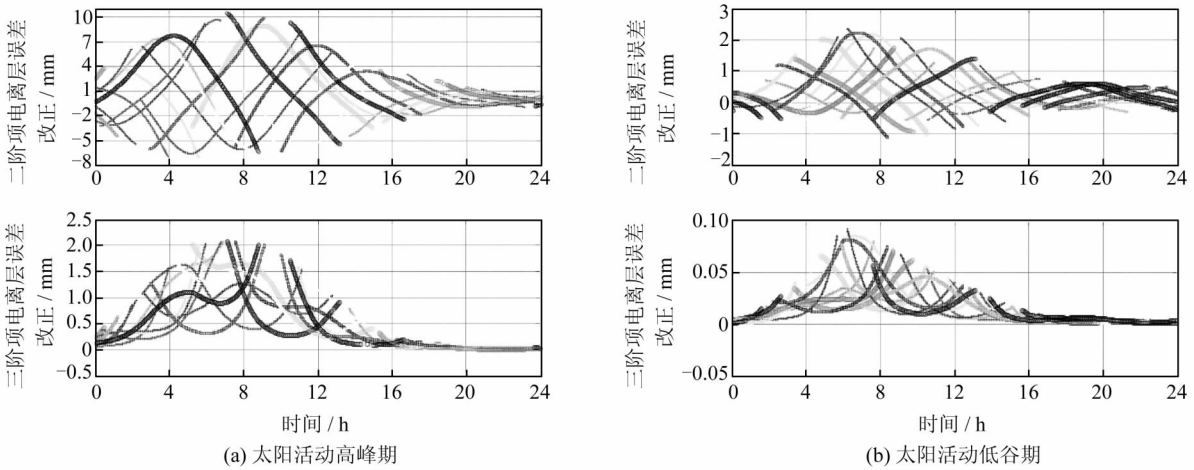 二阶项电离层误差
改正 / mm
10
7
4
1
−2
−5
−8
0 4 8 12 16 20 24
二阶项电离层误差
改正 / mm
3
2
1
0
−1
−2
0 4 8 12 16 20 24
三阶项电离层误差
改正 / mm
2.5
2.0
1.5
1.0
0.5
0
−0.5
0 4 8 12 16 20 24
时间 / h
(a) 太阳活动高峰期
三阶项电离层误差
改正 / mm
0.10
0.05
0
−0.05
0 4 8 12 16 20 24
时间 / h
(b) 太阳活动低谷期